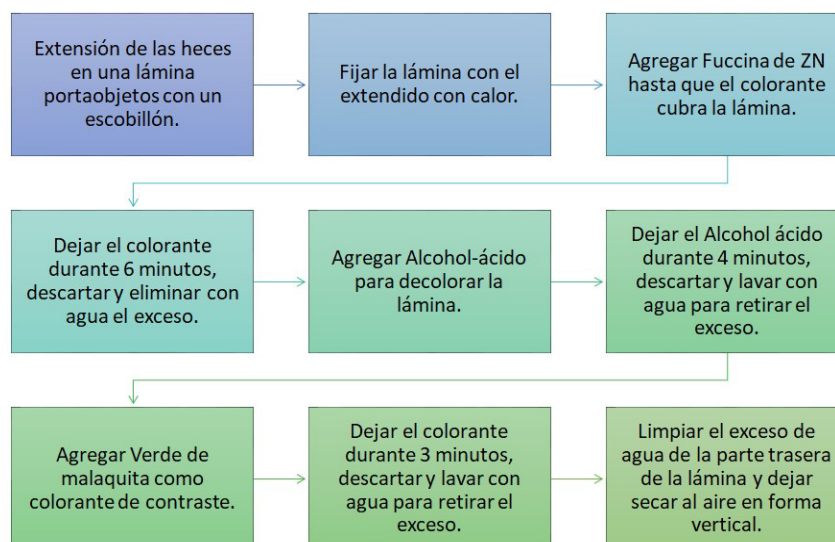 Extensión de las heces
en una lámina
portaobjetos con un
escobillón.
Fijar la lámina con el
extendido con calor.
Agregar Fuccina de ZN
hasta que el colorante
cubra la lámina.
Dejar el colorante
durante 6 minutos,
descartar y eliminar con
agua el exceso.
Agregar Alcohol-ácido
para decolorar la
lámina.
Dejar el Alcohol ácido
durante 4 minutos,
descartar y lavar con
agua para retirar el
exceso.
Agregar Verde de
malaquita como
colorante de contraste.
Dejar el colorante
durante 3 minutos,
descartar y lavar con
agua para retirar el
exceso.
Limpiar el exceso de
agua de la parte trasera
de la lámina y dejar
secar al aire en forma
vertical.